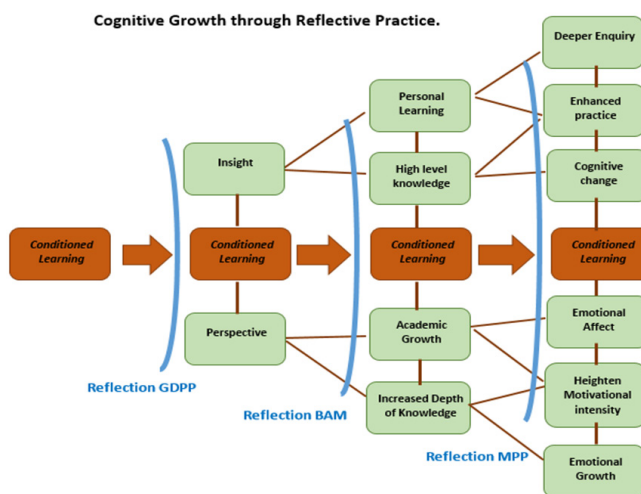 Cognitive Growth through Reflective Practice.
Deeper Enquiry
Personal
Learning
Enhanced
practice
Insight
High level
knowledge
Cognitive
change
Conditioned
Learning
Conditioned
Learning
Conditioned
Learning
Conditioned
Learning
Perspective
Academic
Growth
Emotional
Affect
Reflection GDPP
Increased Depth
of Knowledge
Heighten
Motivational
intensity
Reflection BAM
Reflection MPP
Emotional
Growth